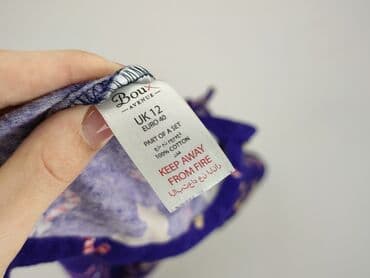 Boux
AVENUE
UK 12
EURO 40
PART OF A SET
100% COTTON
KEEP AWAY
FROM FIRE